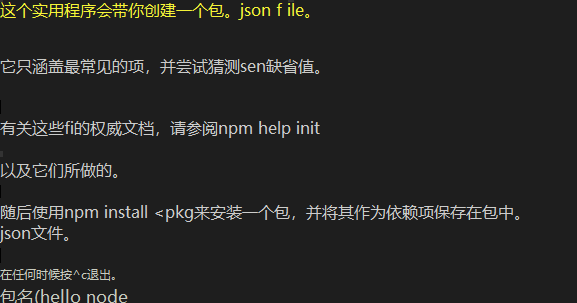 这个实用程序会带你创建一个包。json f ile。
它只涵盖最常见的项，并尝试猜测sen缺省值。
有关这些fi的权威文档，请参阅npm help init
以及它们所做的。
随后使用npm install <pkg来安装一个包，并将其作为依赖项保存在包中。
json文件。
在任何时候按^c退出。
包名(hello node